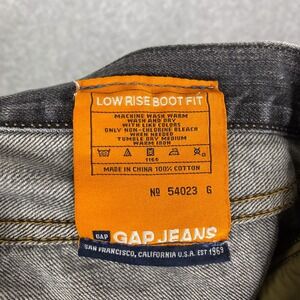 LOW RISE BOOT FIT
MACHINE WASH WARM
WASH AND DRY
WITH LIKE COLORS
ONLY NON-CHLORINE BLEACH
WHEN NEEDED
TUMBLE DRY MEDIUM
WARM IRON
1166
MADE IN CHINA 100% COTTON
Nº 54023 6
GAP GAP JEANS
SAN FRANCISCO, CALIFORNIA U.S.A. EST 1969